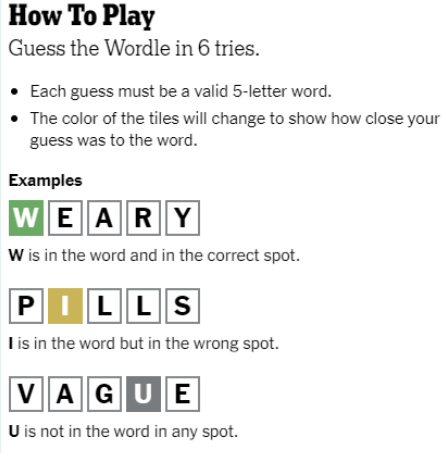 How To Play
Guess the Wordle in 6 tries.
• Each guess must be a valid 5-letter word.
• The color of the tiles will change to show how close your
guess was to the word.
Examples
W E A R Y
W is in the word and in the correct spot.
P I L L S
I is in the word but in the wrong spot.
V A G U E
U is not in the word in any spot.